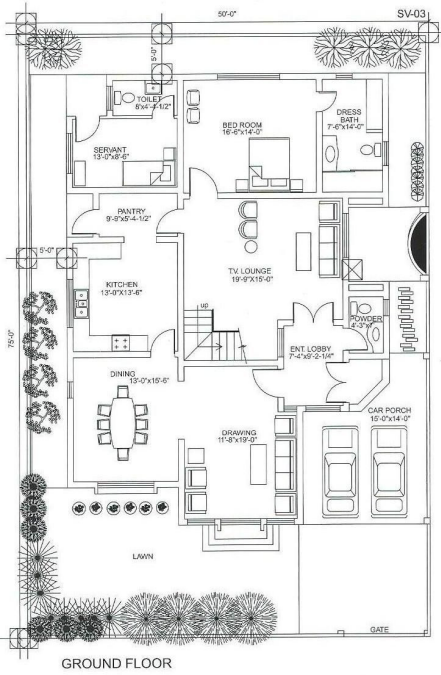 50'-0"
SV-03
5'-0"
TOILET
8'x4'-4-1/2"
SERVANT
13'-0"x8'-6"
BED ROOM
16'-6"x14'-0"
DRESS
BATH
7'-6"x14'-0"
PANTRY
9'-9"x5'-4-1/2"
5'-0"
KITCHEN
13'-0"X13'-6"
T.V. LOUNGE
19'-9"X15'-0"
up
POWDER
ENT. LOBBY
7'-4"x9'-2-1/4"
75'-0"
DINING
13'-0"x15'-6"
DRAWING
11'-8"x19'-0"
CAR PORCH
15'-0"x14'-0"
LAWN
GATE
GROUND FLOOR